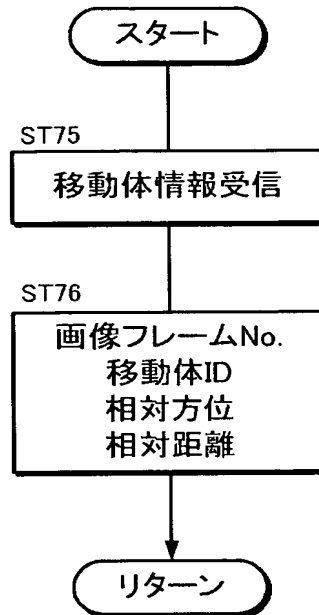 スタート
ST75
移動体情報受信
ST76
画像フレームNo.
移動体ID
相対方位
相対距離
リターン